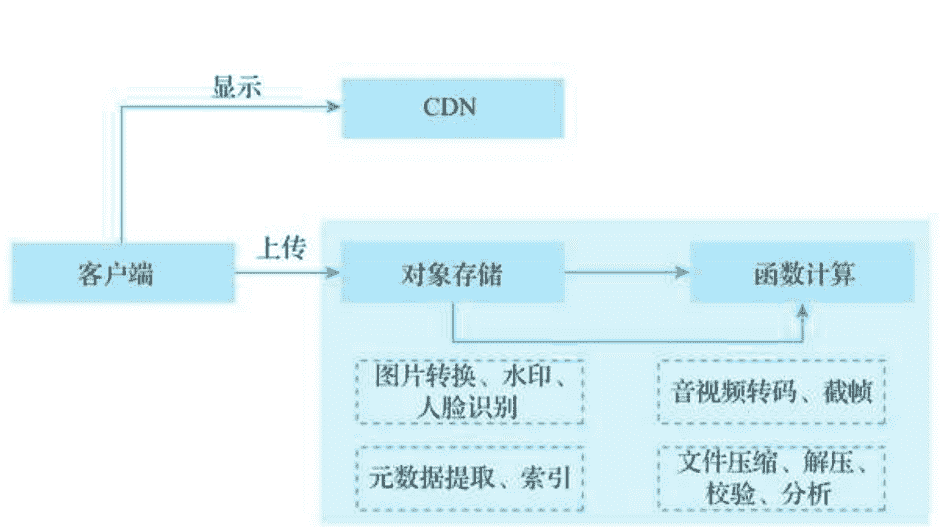 显示
CDN
上传
客户端
对象存储
函数计算
图片转换、水印、
人脸识别
音视频转码、截帧
元数据提取、索引
文件压缩、解压、
校验、分析